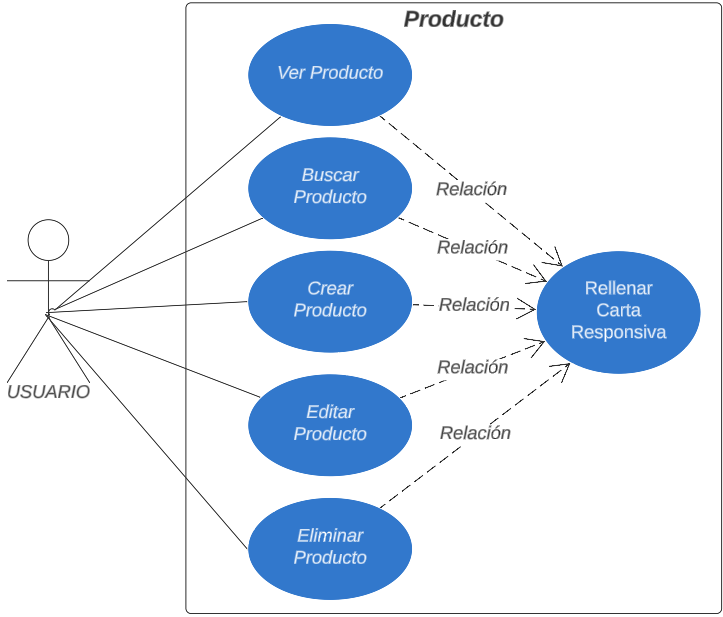 Producto
Ver Producto
Relación
Buscar
Producto
Relación
Crear
Producto
Relación
Rellenar
Carta
Responsiva
USUARIO
Relación
Editar
Producto
Relación
Eliminar
Producto